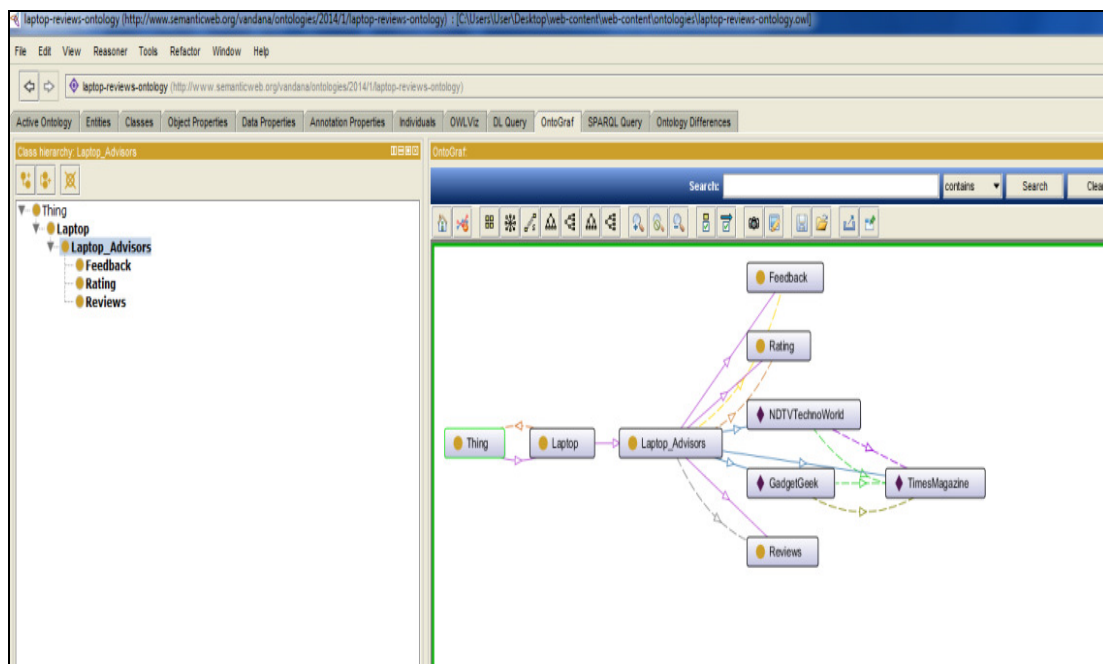 laptop-reviews-ontology (http://www.semanticweb.org/vandana/ontologies/2014/1/laptop-reviews-ontology) : [C:\Users\User\Desktop\web-content\web-content\ontologies\laptop-reviews-ontology.owl]
File Edit View Reasoner Tools Refactor Window Help
laptop-reviews-ontology (http://www.semanticweb.org/vandana/ontologies/2014/1/laptop-reviews-ontology)
Active Ontology Entities Classes Object Properties Data Properties Annotation Properties Individuals OWLViz DL Query OntoGraf SPARQL Query Ontology Differences
Class hierarchy: Laptop_Advisors
Thing
Laptop
Laptop_Advisors
Feedback
Rating
Reviews
OntoGraf:
Search: contains Search Clea
Feedback
Rating
NDTVTechnoWorld
Thing Laptop Laptop_Advisors
GadgetGeek TimesMagazine
Reviews